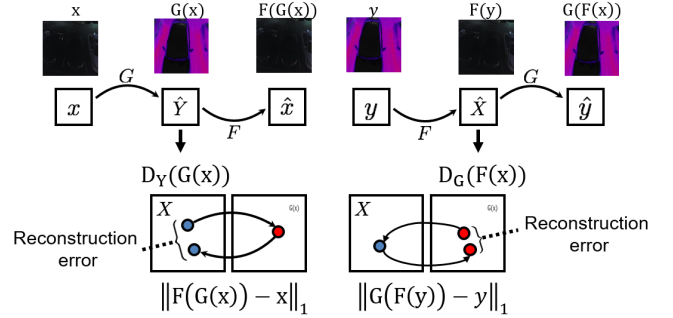 x G(x) F(G(x)) y F(y) G(F(x))
G G
x Ŷ x̂ y X̂ ŷ
F F
D_Y(G(x)) D_G(F(x))
X G(x) X G(x)
Reconstruction error
Reconstruction error
‖F(G(x)) − x‖₁ ‖G(F(y)) − y‖₁